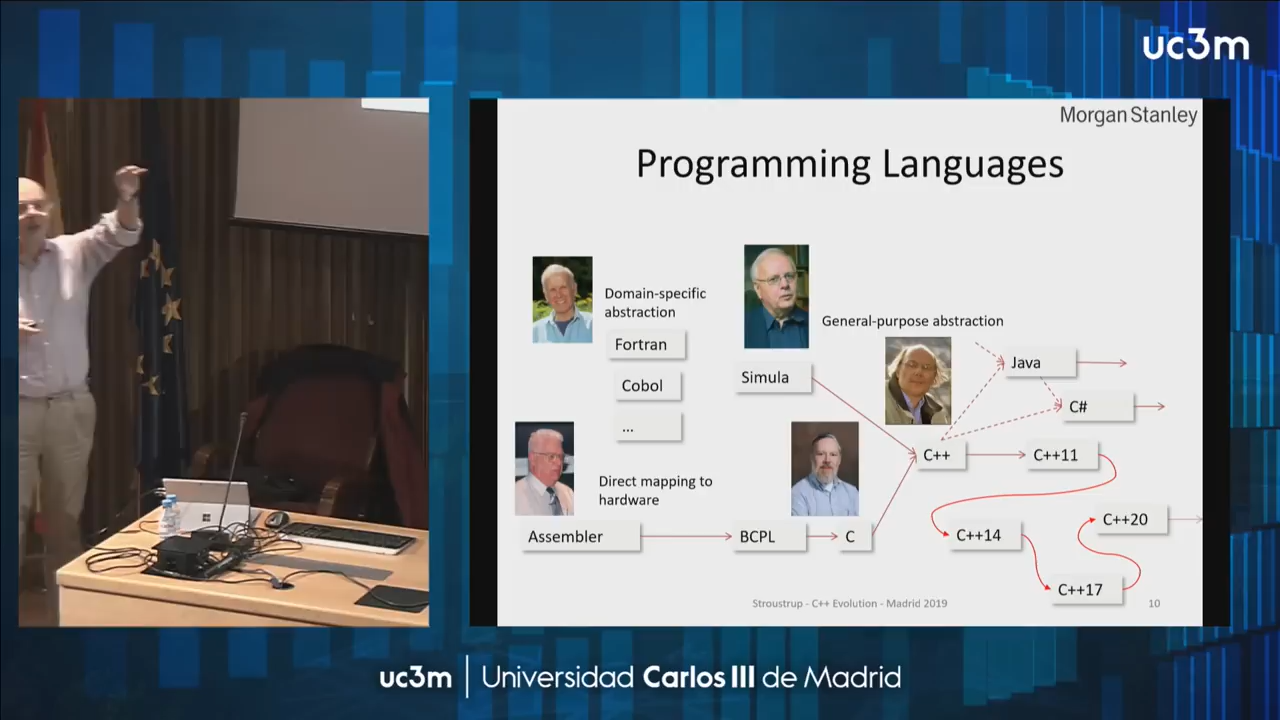 uc3m
Morgan Stanley
Programming Languages
Domain-specific
abstraction
General-purpose abstraction
Fortran
Java
Simula
Cobol
C#
...
C++
C++11
Direct mapping to
hardware
C++20
Assembler
BCPL
C
C++14
C++17
Stroustrup - C++ Evolution - Madrid 2019
10
uc3m | Universidad Carlos III de Madrid